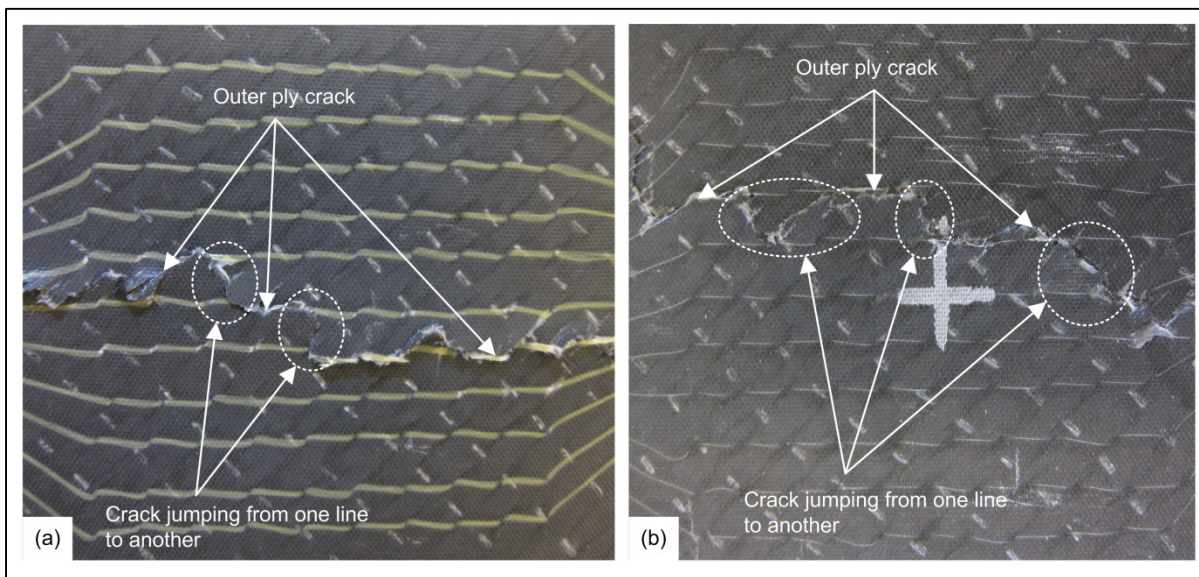 Outer ply crack
Crack jumping from one line
to another
(a)
Outer ply crack
Crack jumping from one line
to another
(b)